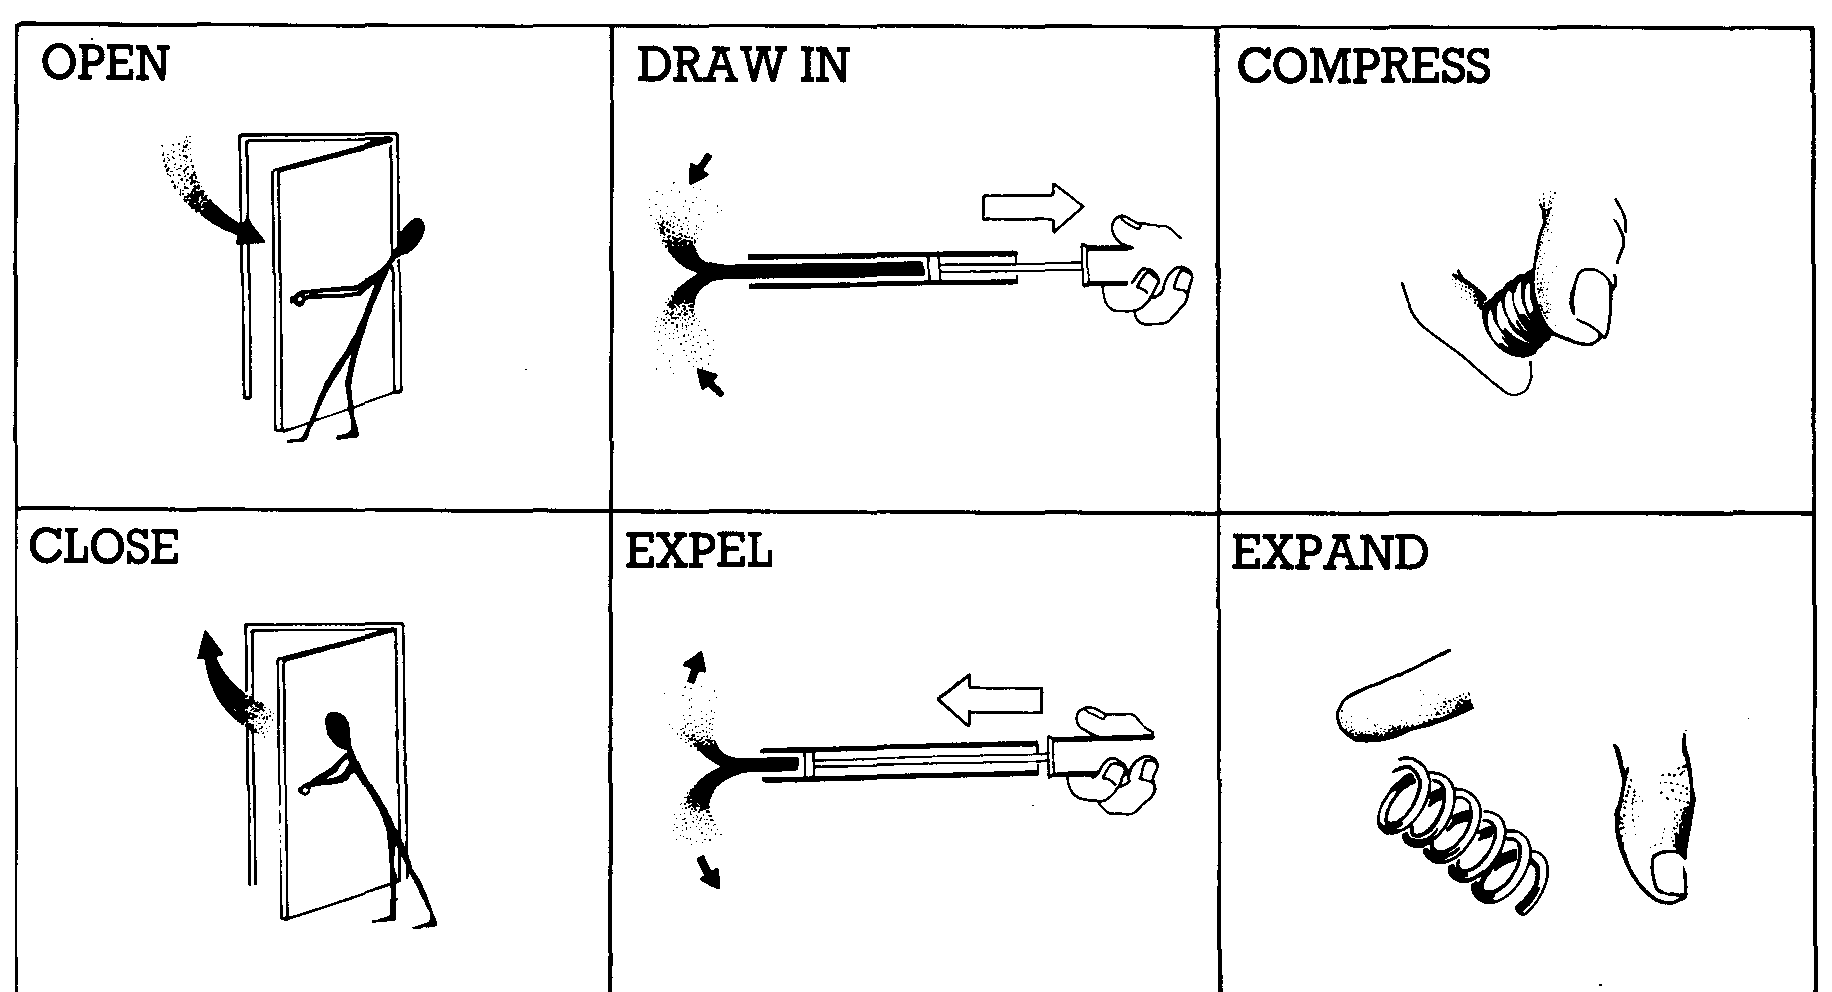 OPEN
DRAW IN
COMPRESS
CLOSE
EXPEL
EXPAND